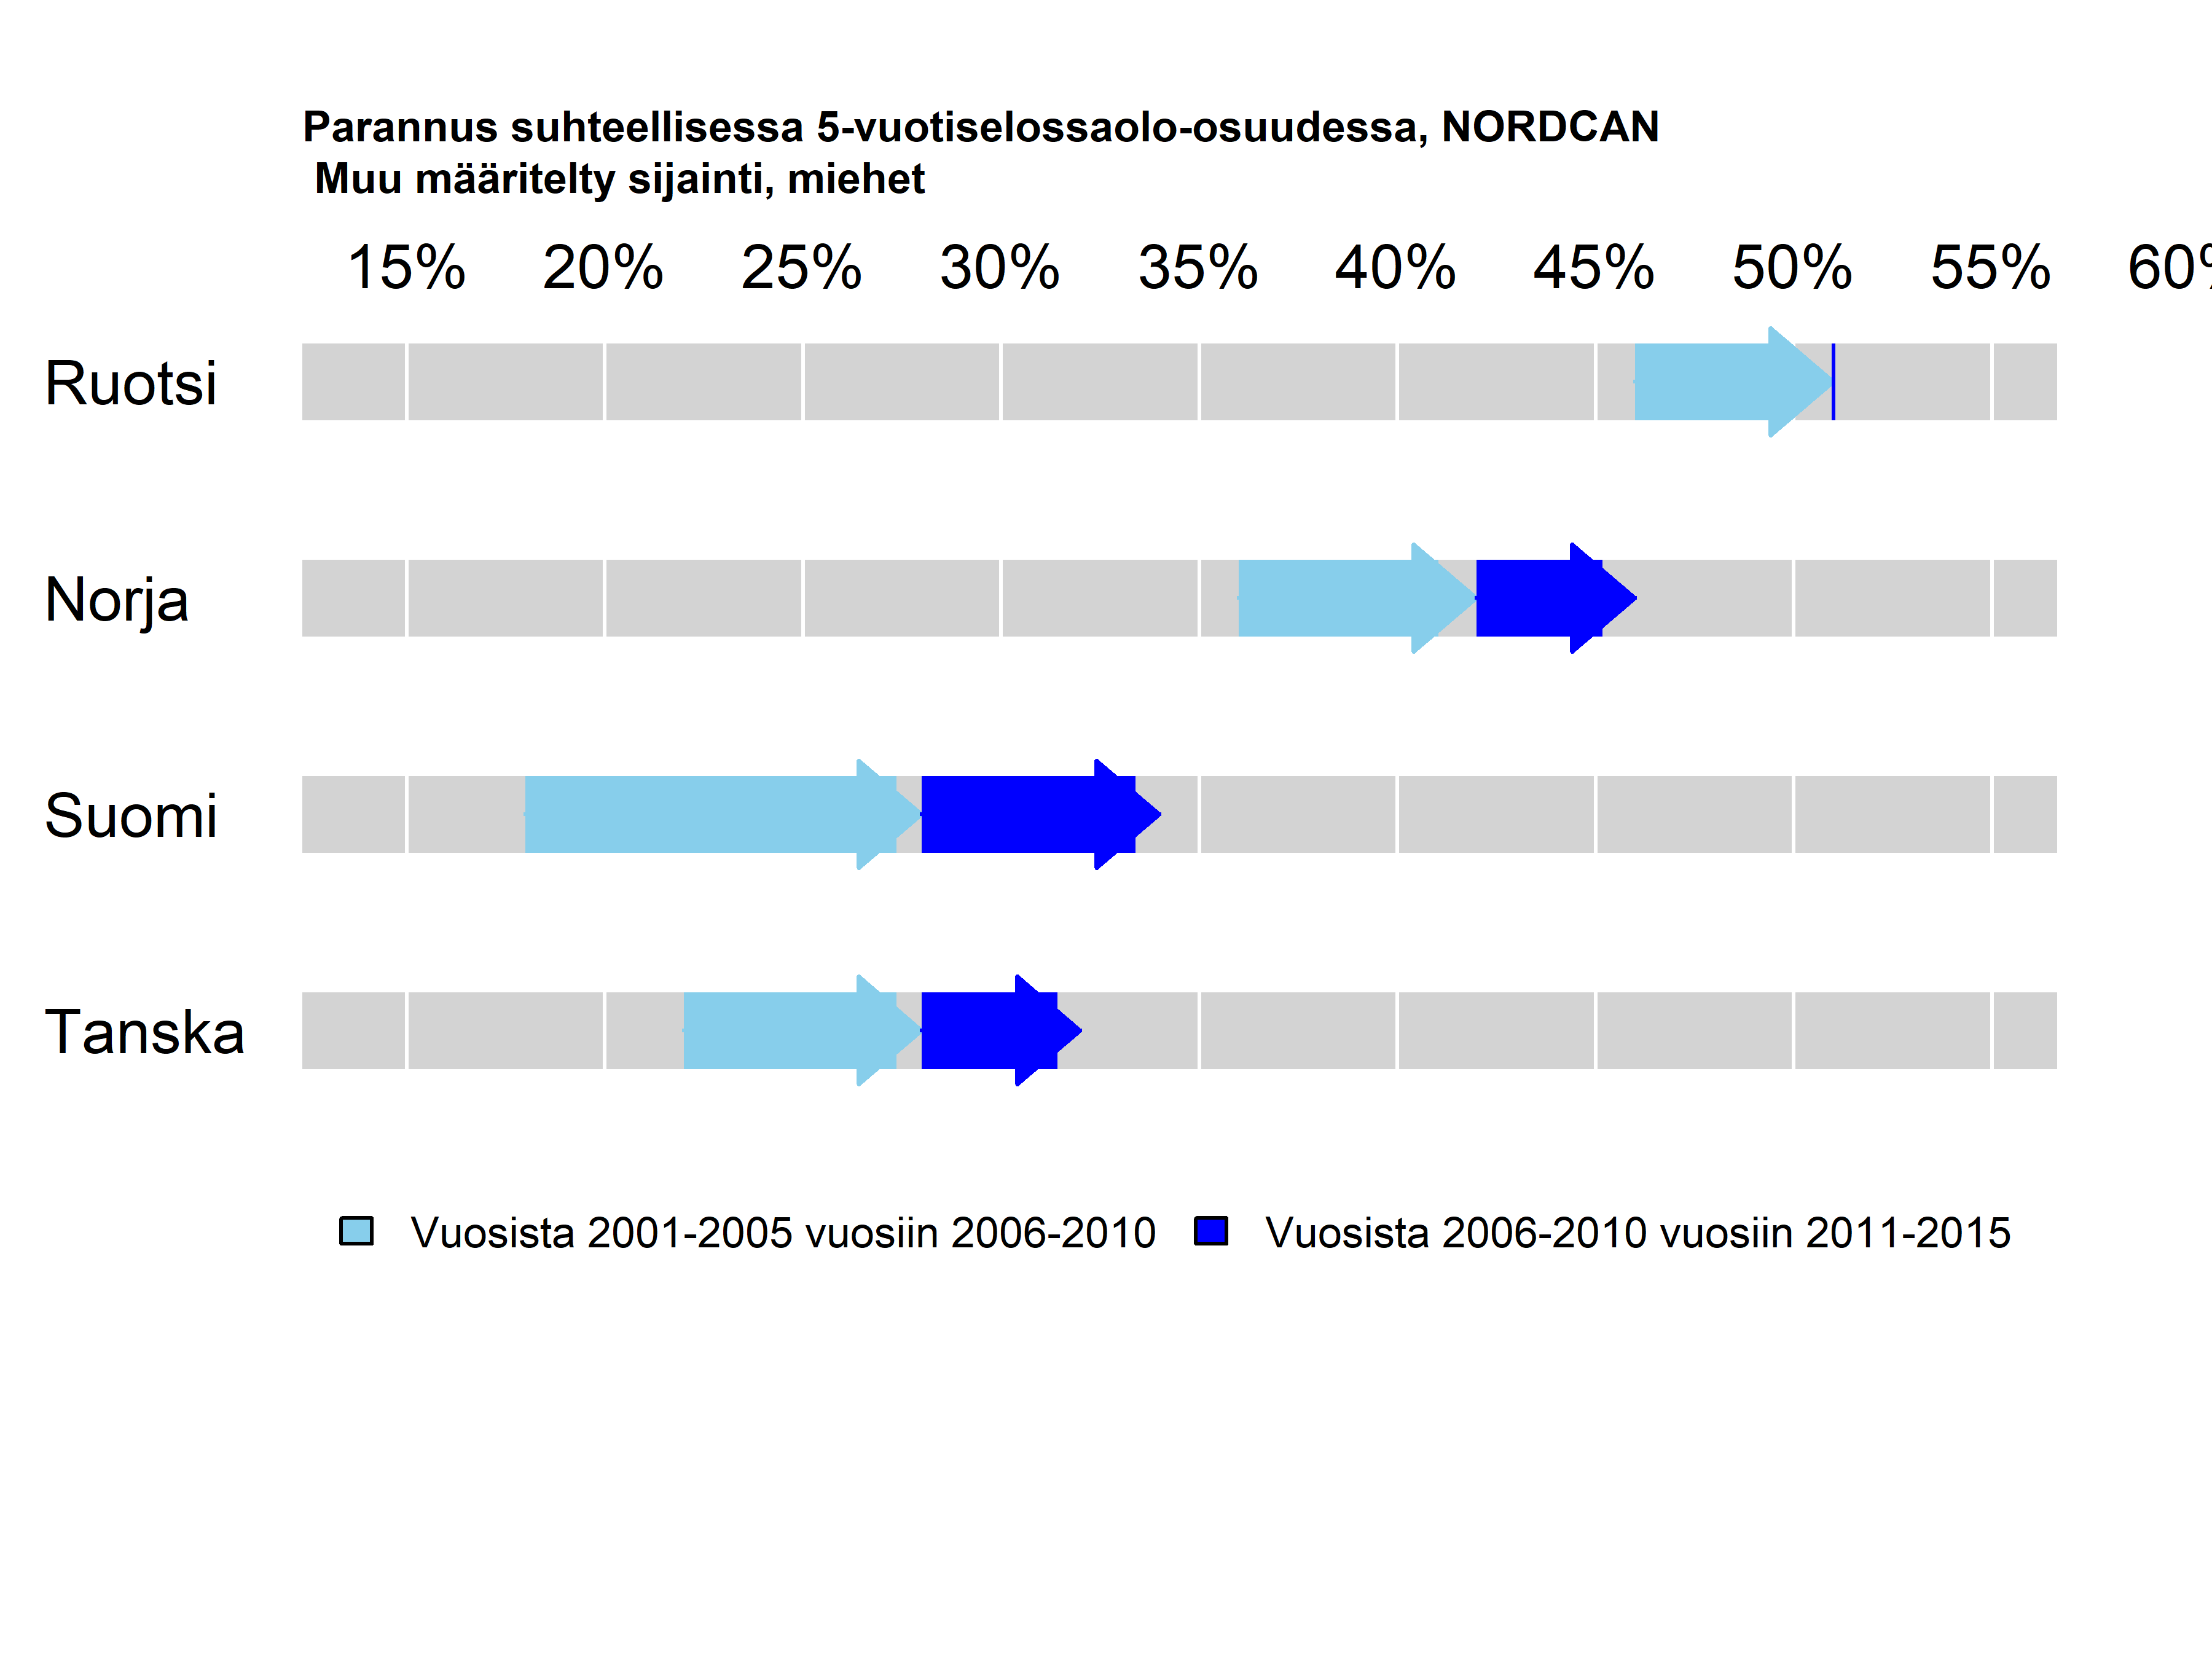 Parannus suhteellisessa 5-vuotiselossaolo-osuudessa, NORDCAN
Muu määritelty sijainti, miehet
15% 20% 25% 30% 35% 40% 45% 50% 55% 60%
Ruotsi
Norja
Suomi
Tanska
Vuosista 2001-2005 vuosiin 2006-2010 Vuosista 2006-2010 vuosiin 2011-2015